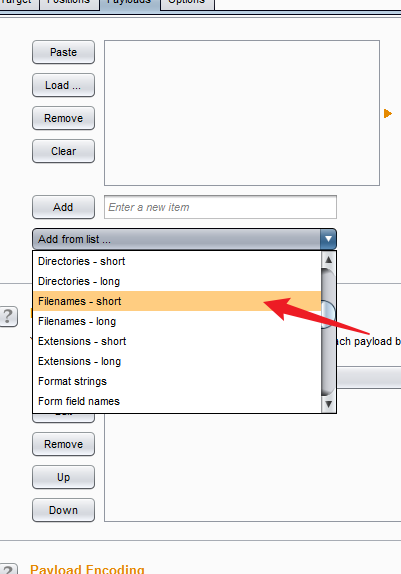 Target
Positions
Payloads
Options
Paste
Load ...
Remove
Clear
Add
Enter a new item
Add from list ...
Directories - short
Directories - long
Filenames - short
Filenames - long
Extensions - short
Extensions - long
Format strings
Form field names
?
ach payload b
Remove
Up
Down
?
Payload Encoding